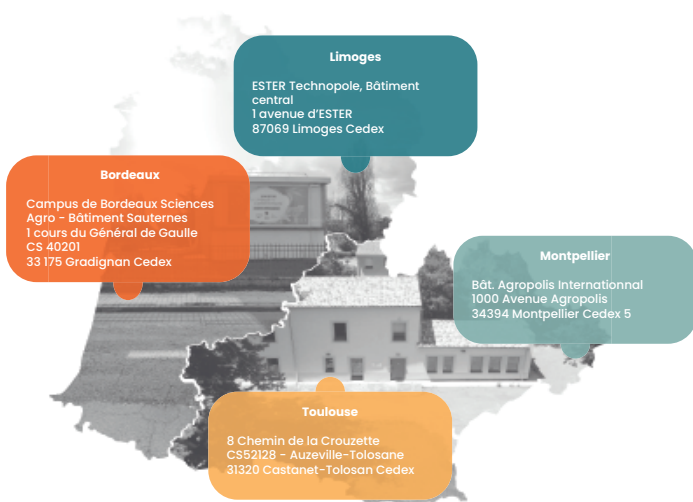 Limoges
ESTER Technopole, Bâtiment
central
1 avenue d'ESTER
87069 Limoges Cedex
Bordeaux
Campus de Bordeaux Sciences
Agro - Bâtiment Sauternes
1 cours du Général de Gaulle
CS 40201
33 175 Gradignan Cedex
Montpellier
Bât. Agropolis Internationnal
1000 Avenue Agropolis
34394 Montpellier Cedex 5
Toulouse
8 Chemin de la Crouzette
CS52128 - Auzeville-Tolosane
31320 Castanet-Tolosan Cedex